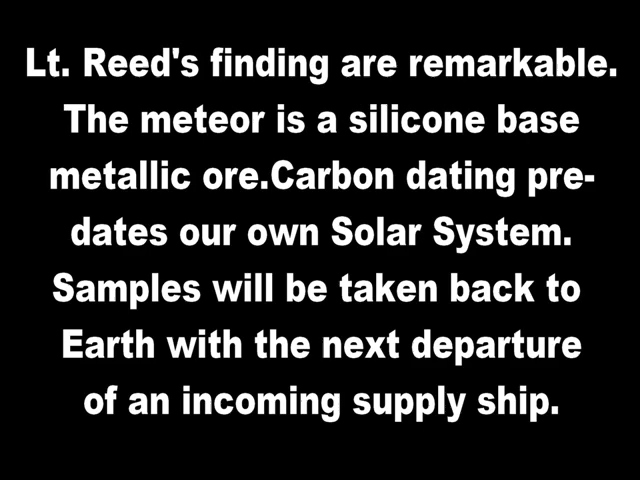 Lt. Reed's finding are remarkable.
The meteor is a silicone base
metallic ore.Carbon dating pre-
dates our own Solar System.
Samples will be taken back to
Earth with the next departure
of an incoming supply ship.